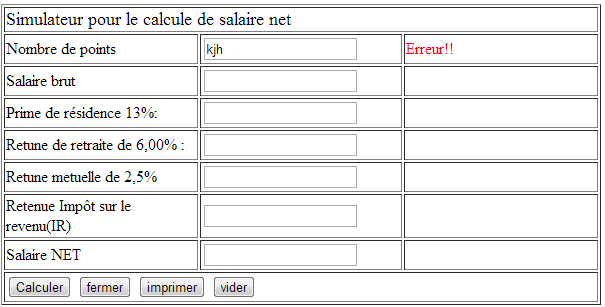 Simulateur pour le calcule de salaire net
Nombre de points kjh Erreur!!
Salaire brut
Prime de résidence 13%:
Retune de retraite de 6,00% :
Retune metuelle de 2,5%
Retenue Impôt sur le
revenu(IR)
Salaire NET
Calculer fermer imprimer vider